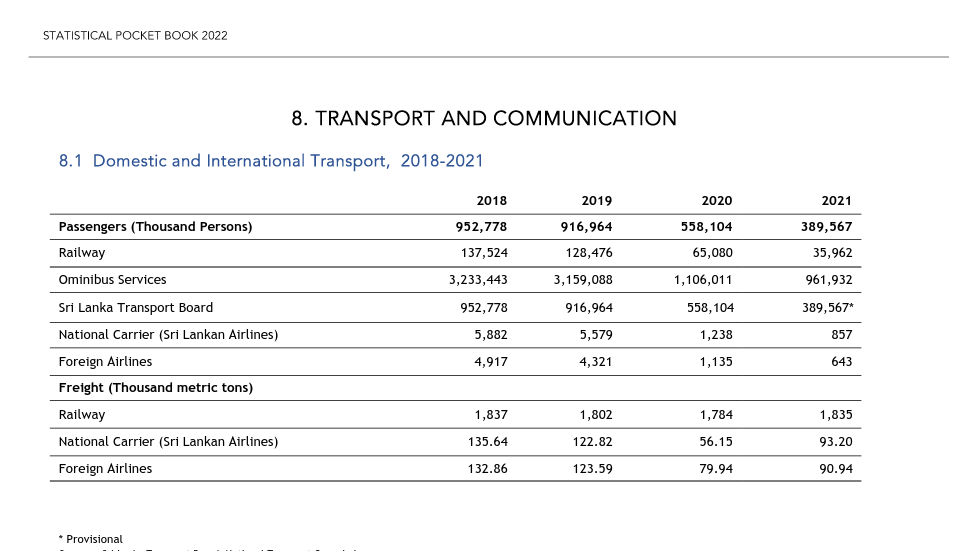 STATISTICAL POCKET BOOK 2022
8. TRANSPORT AND COMMUNICATION
8.1 Domestic and International Transport, 2018-2021
2018 2019 2020 2021
Passengers (Thousand Persons) 952,778 916,964 558,104 389,567
Railway 137,524 128,476 65,080 35,962
Ominibus Services 3,233,443 3,159,088 1,106,011 961,932
Sri Lanka Transport Board 952,778 916,964 558,104 389,567*
National Carrier (Sri Lankan Airlines) 5,882 5,579 1,238 857
Foreign Airlines 4,917 4,321 1,135 643
Freight (Thousand metric tons)
Railway 1,837 1,802 1,784 1,835
National Carrier (Sri Lankan Airlines) 135.64 122.82 56.15 93.20
Foreign Airlines 132.86 123.59 79.94 90.94
* Provisional